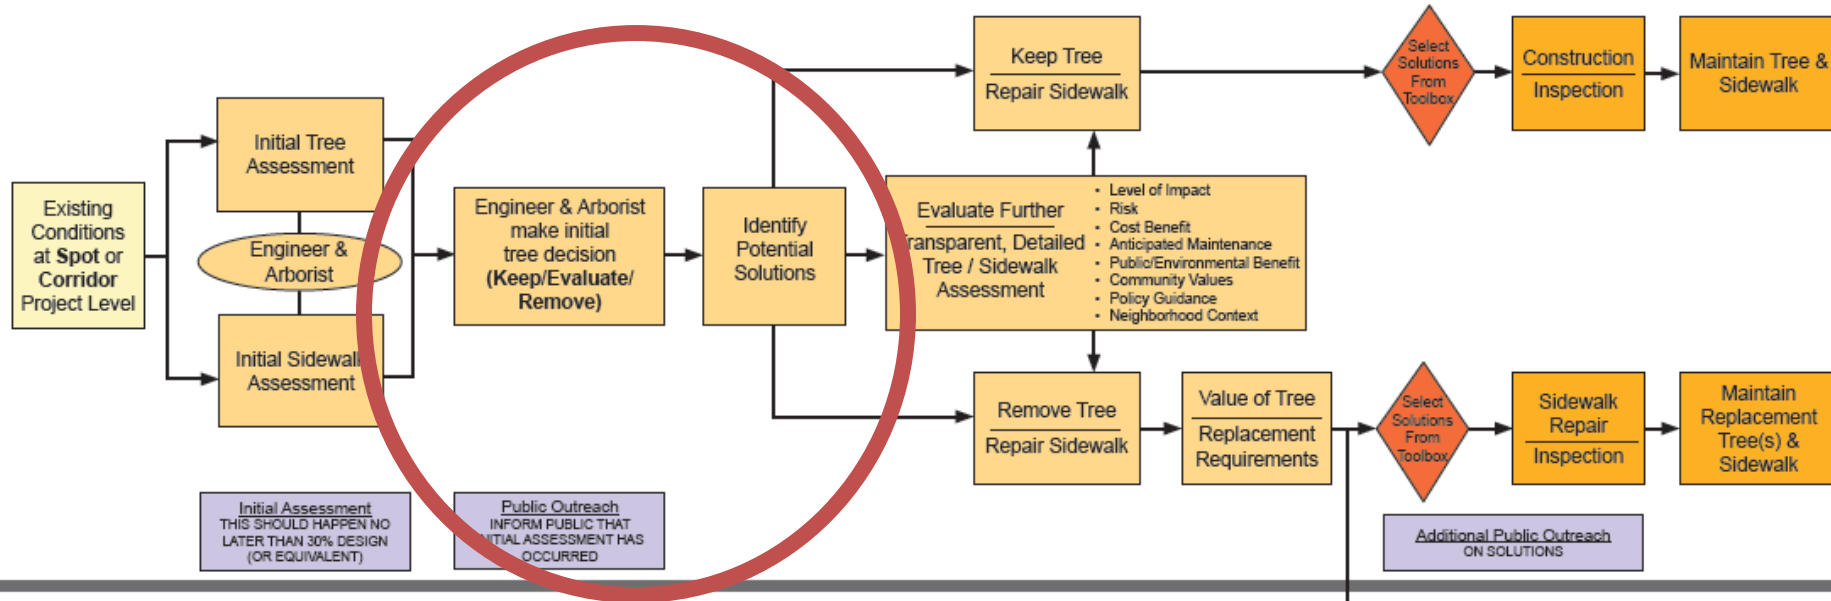 Existing
Conditions
at Spot or
Corridor
Project Level
Initial Tree
Assessment
Engineer &
Arborist
Initial Sidewalk
Assessment
Engineer & Arborist
make initial
tree decision
(Keep/Evaluate/
Remove)
Identify
Potential
Solutions
Keep Tree
Repair Sidewalk
Evaluate Further
Transparent, Detailed
Tree / Sidewalk
Assessment
• Level of Impact
• Risk
• Cost Benefit
• Anticipated Maintenance
• Public/Environmental Benefit
• Community Values
• Policy Guidance
• Neighborhood Context
Remove Tree
Repair Sidewalk
Value of Tree
Replacement
Requirements
Select
Solutions
From
Toolbox
Construction
Inspection
Maintain Tree &
Sidewalk
Select
Solutions
From
Toolbox
Sidewalk
Repair
Inspection
Maintain
Replacement
Tree(s) &
Sidewalk
Initial Assessment
THIS SHOULD HAPPEN NO
LATER THAN 30% DESIGN
(OR EQUIVALENT)
Public Outreach
INFORM PUBLIC THAT
INITIAL ASSESSMENT HAS
OCCURRED
Additional Public Outreach
ON SOLUTIONS